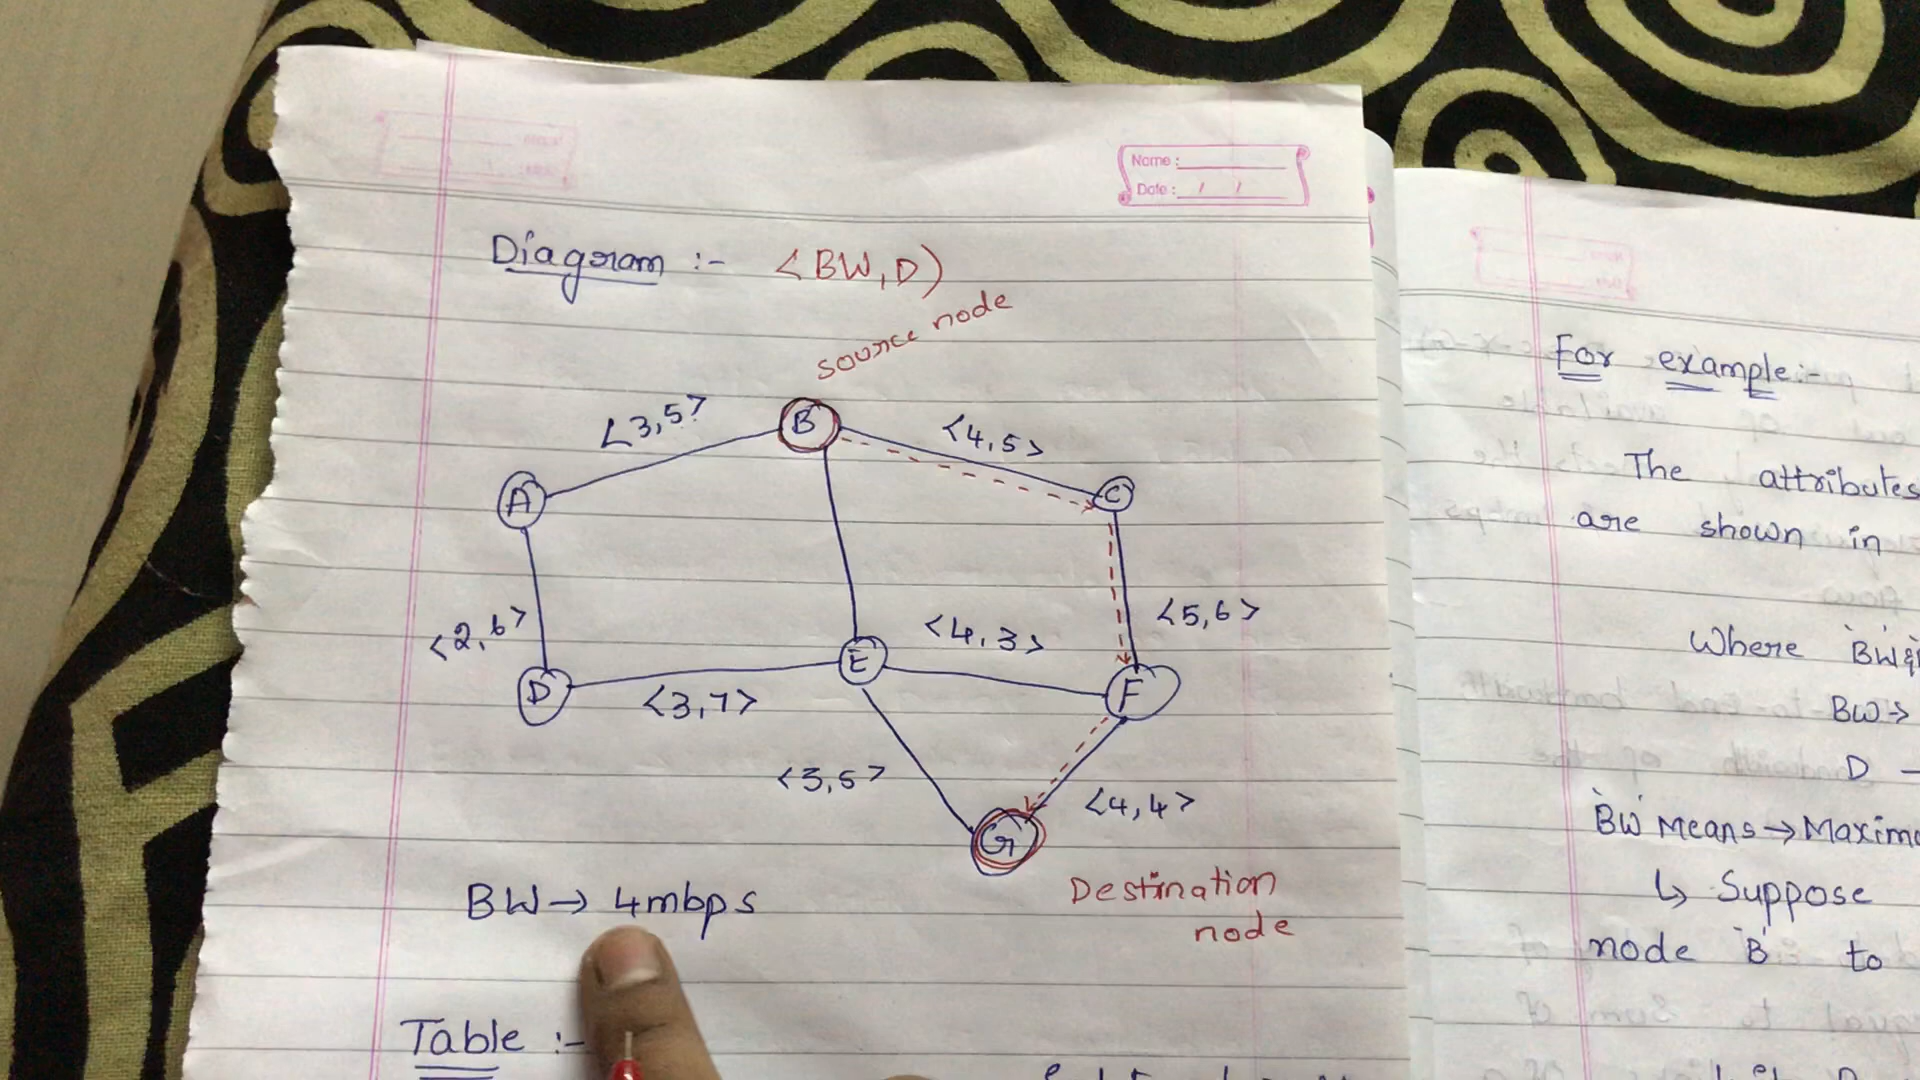 Name :
Date : / /
Diagram :- <BW,D)
source node
<3,5>
B
<4,5>
A
C
<2,6>
<4,3>
<5,6>
E
D
<3,7>
F
<3,5>
<4,4>
G
BW → 4mbps
Destination
node
Table :-
For example:-
The attributes
are shown in
Where 'BW'
BW →
D
'BW' Means → Maxim
↳ Suppose
node 'B' to